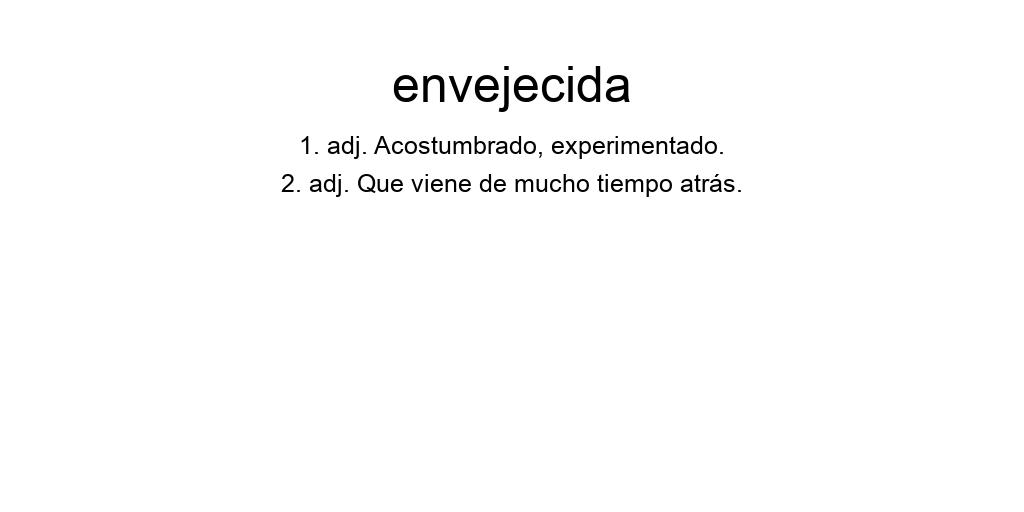 envejecida
1. adj. Acostumbrado, experimentado.
2. adj. Que viene de mucho tiempo atrás.